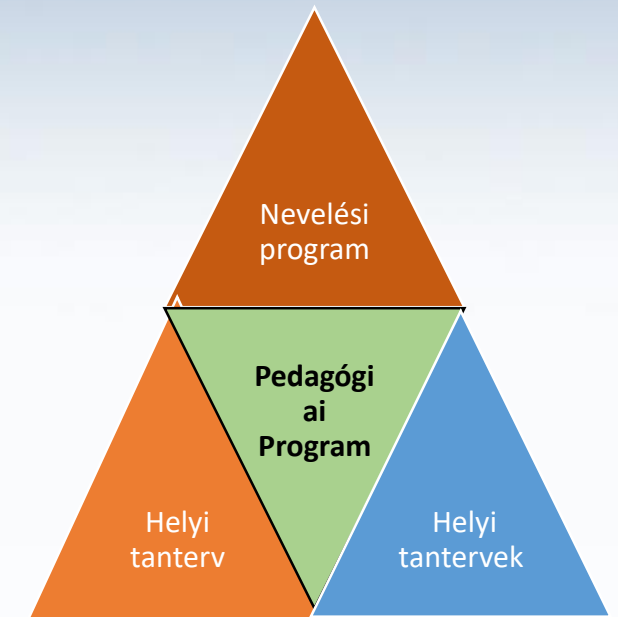 Nevelési
program
Pedagógi
ai
Program
Helyi
tanterv
Helyi
tantervek